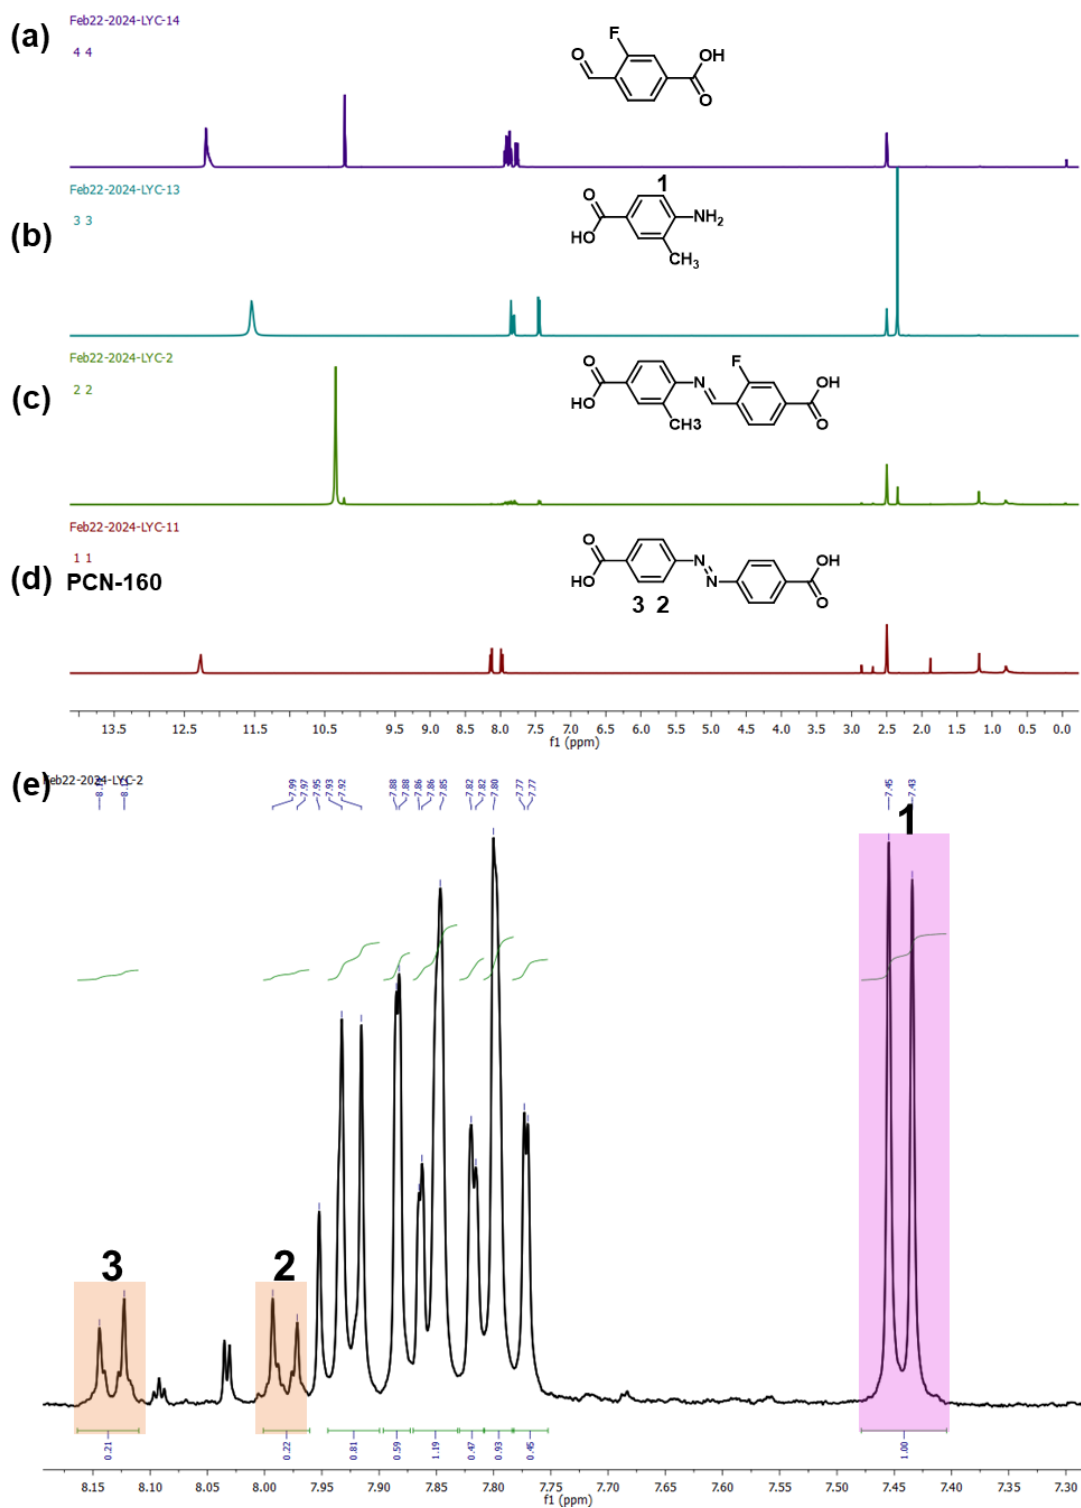 Feb22-2024-LYC-14
(a)
4 4
F
O
OH
O
Feb22-2024-LYC-13
(b)
3 3
1
O
HO
NH2
CH3
Feb22-2024-LYC-2
(c)
2 2
O
HO
N
F
OH
O
CH3
Feb22-2024-LYC-11
1 1
(d) PCN-160
O
HO
N
N
OH
O
3 2
13.5 12.5 11.5 10.5 9.5 9.0 8.5 8.0 7.5 7.0 6.5 6.0 5.5 5.0 4.5 4.0 3.5 3.0 2.5 2.0 1.5 1.0 0.5 0.0
f1 (ppm)
(e) Feb22-2024-LYC-2
7.99 7.97 7.95 7.93 7.92 7.88 7.88 7.86 7.86 7.85 7.82 7.82 7.80 7.77 7.77 7.45 7.43
1
3 2
0.21 0.22 0.81 0.59 1.19 0.47 0.93 0.45 1.00
8.15 8.10 8.05 8.00 7.95 7.90 7.85 7.80 7.75 7.70 7.65 7.60 7.55 7.50 7.45 7.40 7.35 7.30
f1 (ppm)